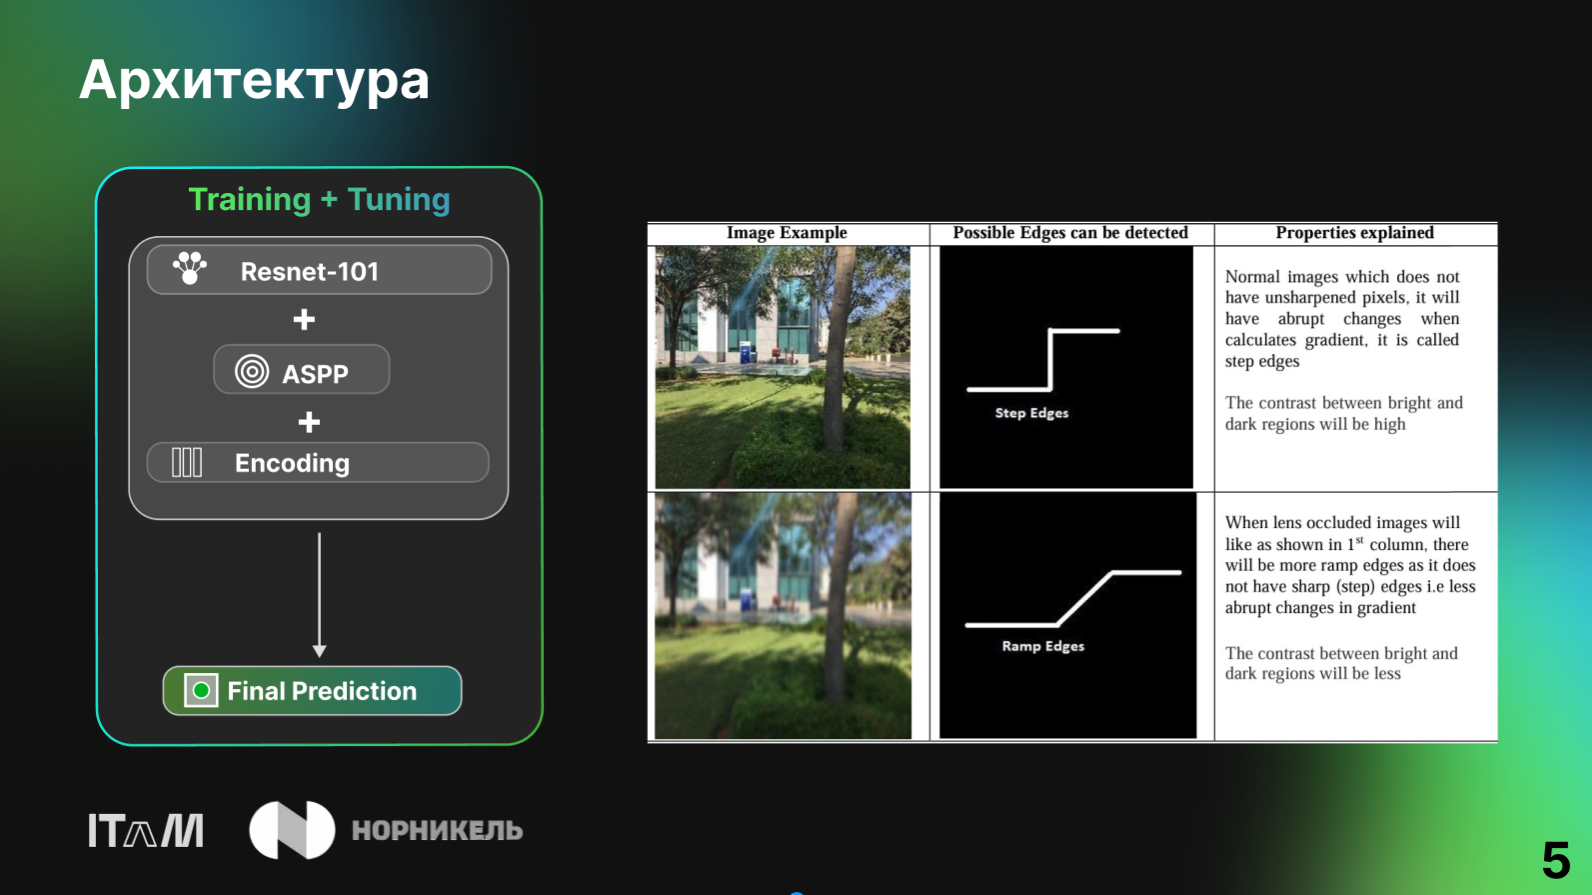 Архитектура
Training + Tuning
Resnet-101
+
ASPP
+
Encoding
Final Prediction
Image Example
Possible Edges can be detected
Properties explained
Step Edges
Normal images which does not
have unsharpened pixels, it will
have abrupt changes when
calculates gradient, it is called
step edges
The contrast between bright and
dark regions will be high
Ramp Edges
When lens occluded images will
like as shown in 1st column, there
will be more ramp edges as it does
not have sharp (step) edges i.e less
abrupt changes in gradient
The contrast between bright and
dark regions will be less
ITAM
НОРНИКЕЛЬ
5